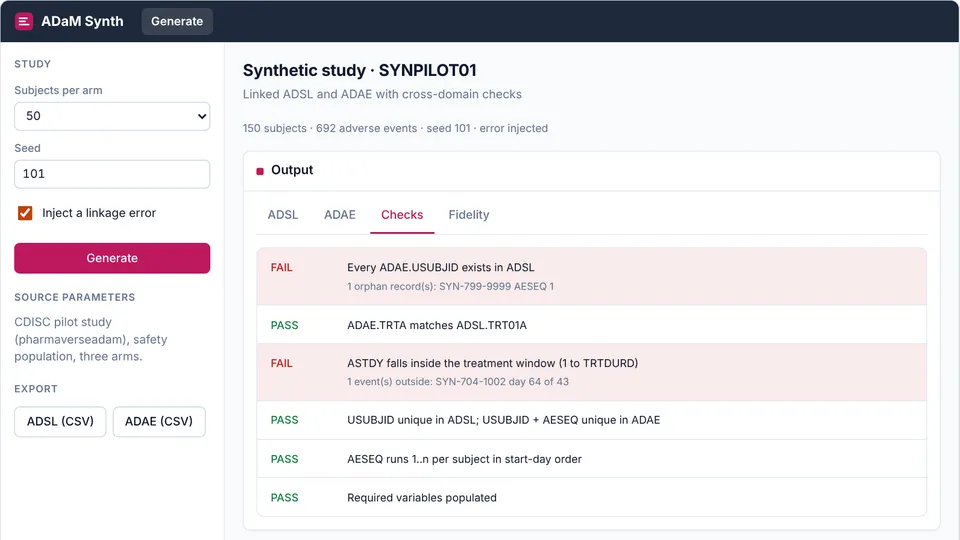 ADaM Synth
Generate
STUDY
Subjects per arm
50
Seed
101
Inject a linkage error
Generate
SOURCE PARAMETERS
CDISC pilot study
(pharmaverseadam), safety
population, three arms.
EXPORT
ADSL (CSV)
ADAE (CSV)
Synthetic study · SYNPILOT01
Linked ADSL and ADAE with cross-domain checks
150 subjects · 692 adverse events · seed 101 · error injected
Output
ADSL
ADAE
Checks
Fidelity
FAIL
Every ADAE.USUBJID exists in ADSL
1 orphan record(s): SYN-799-9999 AESEQ 1
PASS
ADAE.TRTA matches ADSL.TRT01A
FAIL
ASTDY falls inside the treatment window (1 to TRTDURD)
1 event(s) outside: SYN-704-1002 day 64 of 43
PASS
USUBJID unique in ADSL; USUBJID + AESEQ unique in ADAE
PASS
AESEQ runs 1..n per subject in start-day order
PASS
Required variables populated